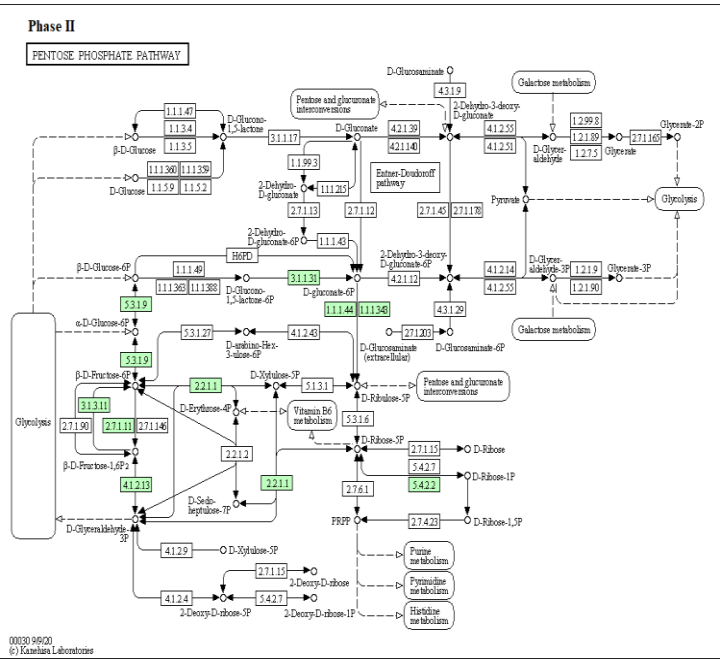 Phase II
PENTOSE PHOSPHATE PATHWAY
D-Glucosaminate
4.3.1.9
Galactose metabolism
Pentose and glucuronate
interconversions
2-Dehydro-3-deoxy-
D-gluconate
1.1.1.47
1.1.3.4
1.1.3.5
D-Glucono-
1,5-lactone
β-D-Glucose
3.1.1.17
D-Gluconate
4.2.1.39
4.2.1.140
4.1.2.55
4.1.2.51
D-Glycer-
aldehyde
1.2.99.8
1.2.1.89
1.2.7.5
Glycerate
2.7.1.165
Glycerate-2P
1.1.1.360
1.1.1.359
1.1.5.9
1.1.5.2
D-Glucose
1.1.99.3
2-Dehydro-
D-gluconate
1.1.1.215
Entner-Doudoroff
pathway
Pyruvate
Glycolysis
2.7.1.13
2.7.1.12
2.7.1.45
2.7.1.178
2-Dehydro-
D-gluconate-6P
1.1.1.43
H6PD
β-D-Glucose-6P
1.1.1.49
1.1.1.363
1.1.1.388
D-Glucono-
1,5-lactone-6P
3.1.1.31
D-gluconate-6P
4.2.1.12
2-Dehydro-3-deoxy-
D-gluconate-6P
4.1.2.14
4.1.2.55
D-Glycer-
aldehyde-3P
1.2.1.9
1.2.1.90
Glycerate-3P
5.3.1.9
1.1.1.44
1.1.1.343
4.3.1.29
2.7.1.203
D-Glucosaminate
(extracellular)
D-Glucosaminate-6P
Galactose metabolism
α-D-Glucose-6P
5.3.1.27
D-arabino-Hex-
3-ulose-6P
4.1.2.43
5.3.1.9
β-D-Fructose-6P
2.2.1.1
D-Xylulose-5P
5.1.3.1
D-Ribulose-5P
Pentose and glucuronate
interconversions
3.1.3.11
D-Erythrose-4P
Vitamin B6
metabolism
5.3.1.6
Glycolysis
2.7.1.90
2.7.1.11
2.7.1.146
2.2.1.2
D-Ribose-5P
2.7.1.15
D-Ribose
5.4.2.7
5.4.2.2
D-Ribose-1P
β-D-Fructose-1,6P2
4.1.2.13
2.2.1.1
2.7.6.1
D-Sedo-
heptulose-7P
D-Glyceraldehyde-
3P
PRPP
2.7.4.23
D-Ribose-1,5P
4.1.2.9
D-Xylulose-5P
Purine
metabolism
2.7.1.15
2-Deoxy-D-ribose
Pyrimidine
metabolism
4.1.2.4
2-Deoxy-D-ribose-5P
5.4.2.7
2-Deoxy-D-ribose-1P
Histidine
metabolism
00030 9/9/20
(c) Kanehisa Laboratories